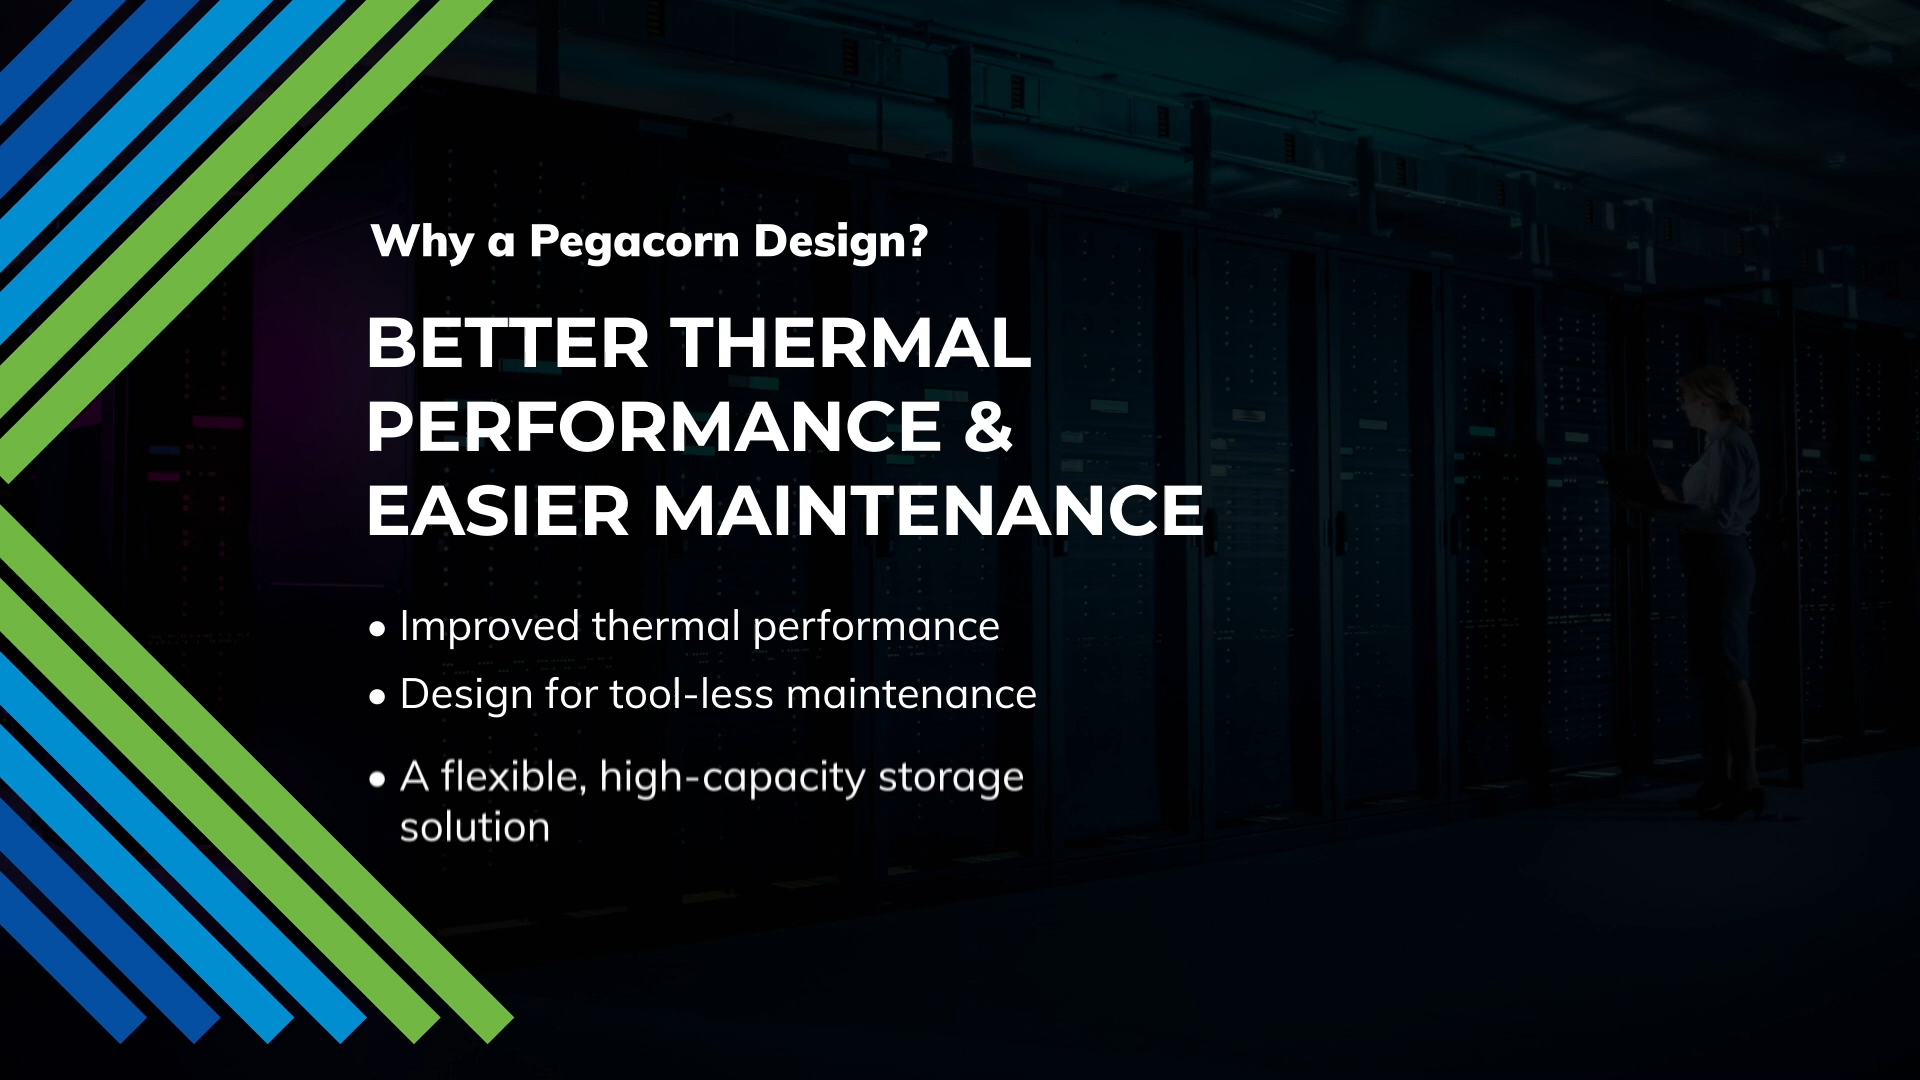 Why a Pegacorn Design?
BETTER THERMAL
PERFORMANCE &
EASIER MAINTENANCE
• Improved thermal performance
• Design for tool-less maintenance
• A flexible, high-capacity storage
solution